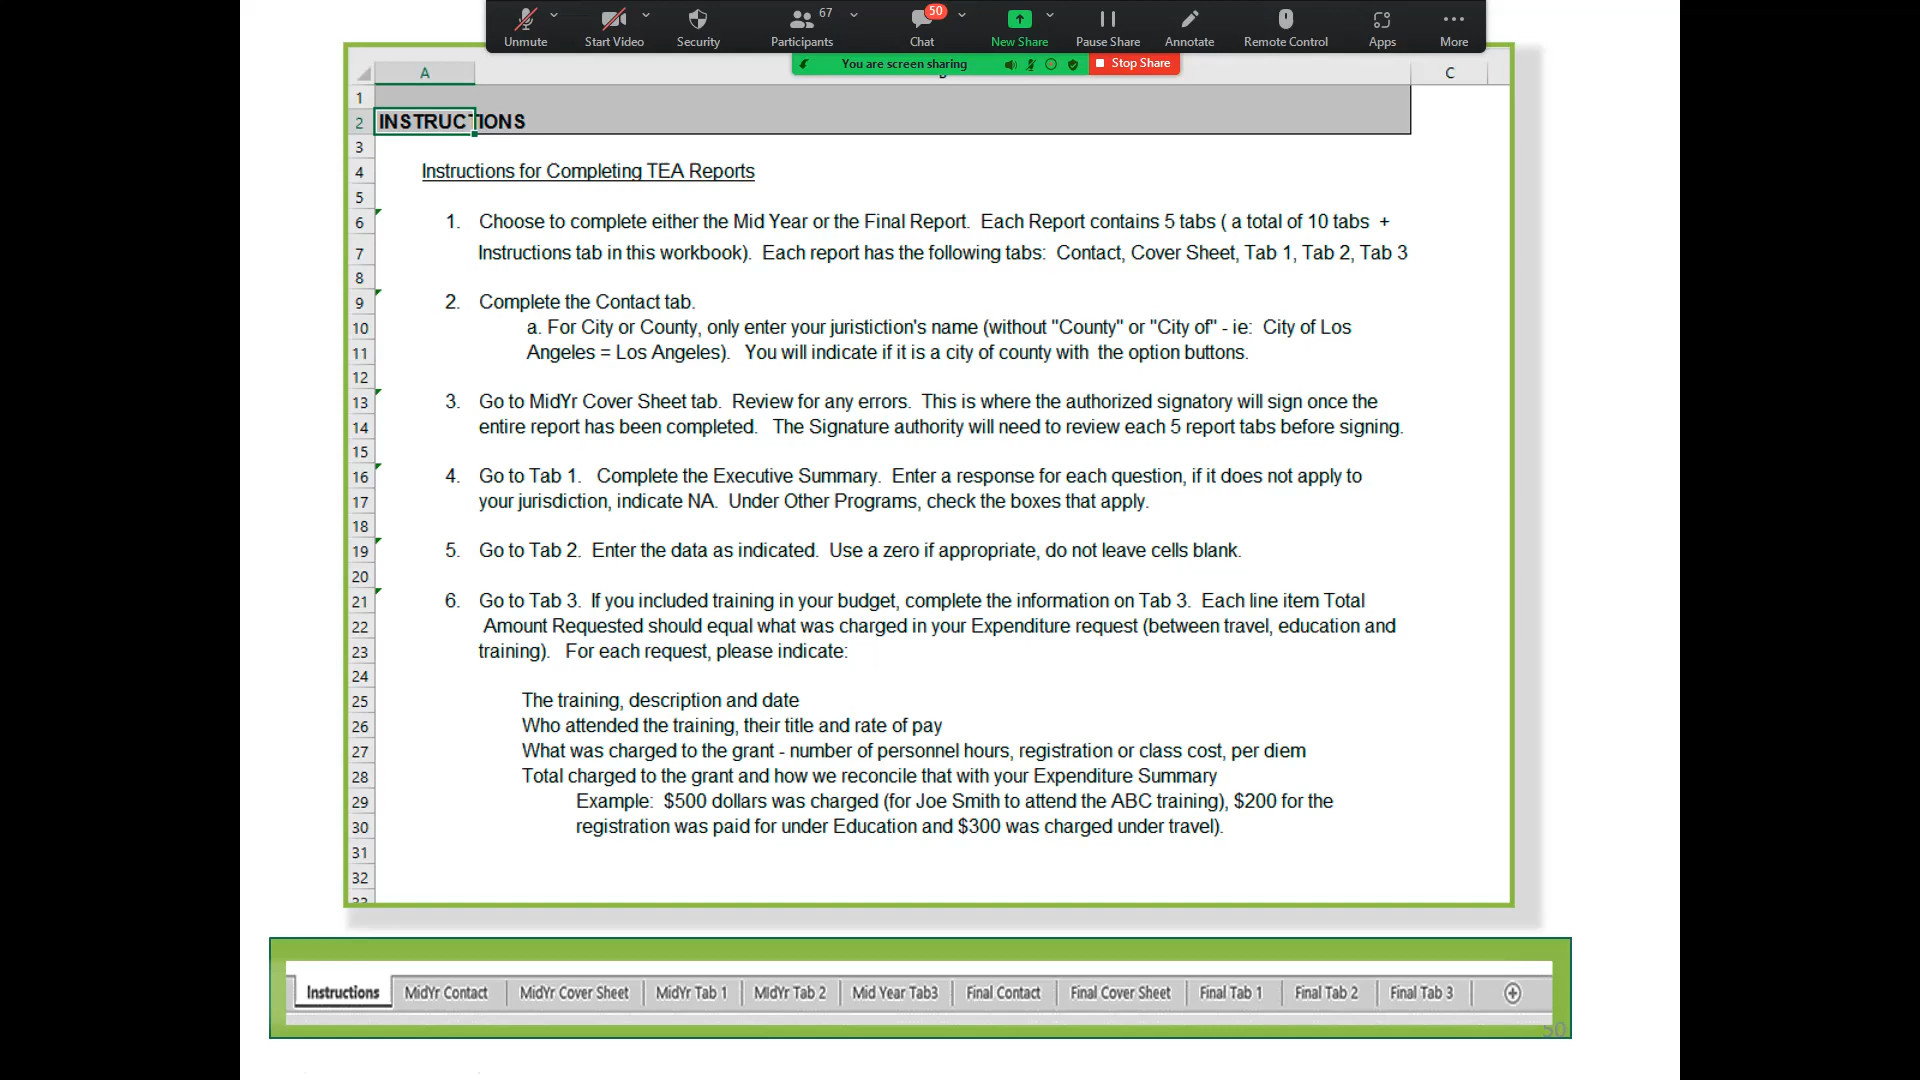 Unmute
Start Video
Security
67
Participants
50
Chat
New Share
Pause Share
Annotate
Remote Control
Apps
More
You are screen sharing
Stop Share
A
C
1
2
INSTRUCTIONS
3
4
Instructions for Completing TEA Reports
5
6
1. Choose to complete either the Mid Year or the Final Report. Each Report contains 5 tabs ( a total of 10 tabs +
7
Instructions tab in this workbook). Each report has the following tabs: Contact, Cover Sheet, Tab 1, Tab 2, Tab 3
8
9
2. Complete the Contact tab.
10
a. For City or County, only enter your juristiction's name (without "County" or "City of" - ie: City of Los
11
Angeles = Los Angeles). You will indicate if it is a city of county with the option buttons.
12
13
3. Go to MidYr Cover Sheet tab. Review for any errors. This is where the authorized signatory will sign once the
14
entire report has been completed. The Signature authority will need to review each 5 report tabs before signing.
15
16
4. Go to Tab 1. Complete the Executive Summary. Enter a response for each question, if it does not apply to
17
your jurisdiction, indicate NA. Under Other Programs, check the boxes that apply.
18
19
5. Go to Tab 2. Enter the data as indicated. Use a zero if appropriate, do not leave cells blank.
20
21
6. Go to Tab 3. If you included training in your budget, complete the information on Tab 3. Each line item Total
22
Amount Requested should equal what was charged in your Expenditure request (between travel, education and
23
training). For each request, please indicate:
24
25
The training, description and date
26
Who attended the training, their title and rate of pay
27
What was charged to the grant - number of personnel hours, registration or class cost, per diem
28
Total charged to the grant and how we reconcile that with your Expenditure Summary
29
Example: $500 dollars was charged (for Joe Smith to attend the ABC training), $200 for the
30
registration was paid for under Education and $300 was charged under travel).
31
32
33
Instructions
MidYr Contact
MidYr Cover Sheet
MidYr Tab 1
MidYr Tab 2
Mid Year Tab3
Final Contact
Final Cover Sheet
Final Tab 1
Final Tab 2
Final Tab 3
50